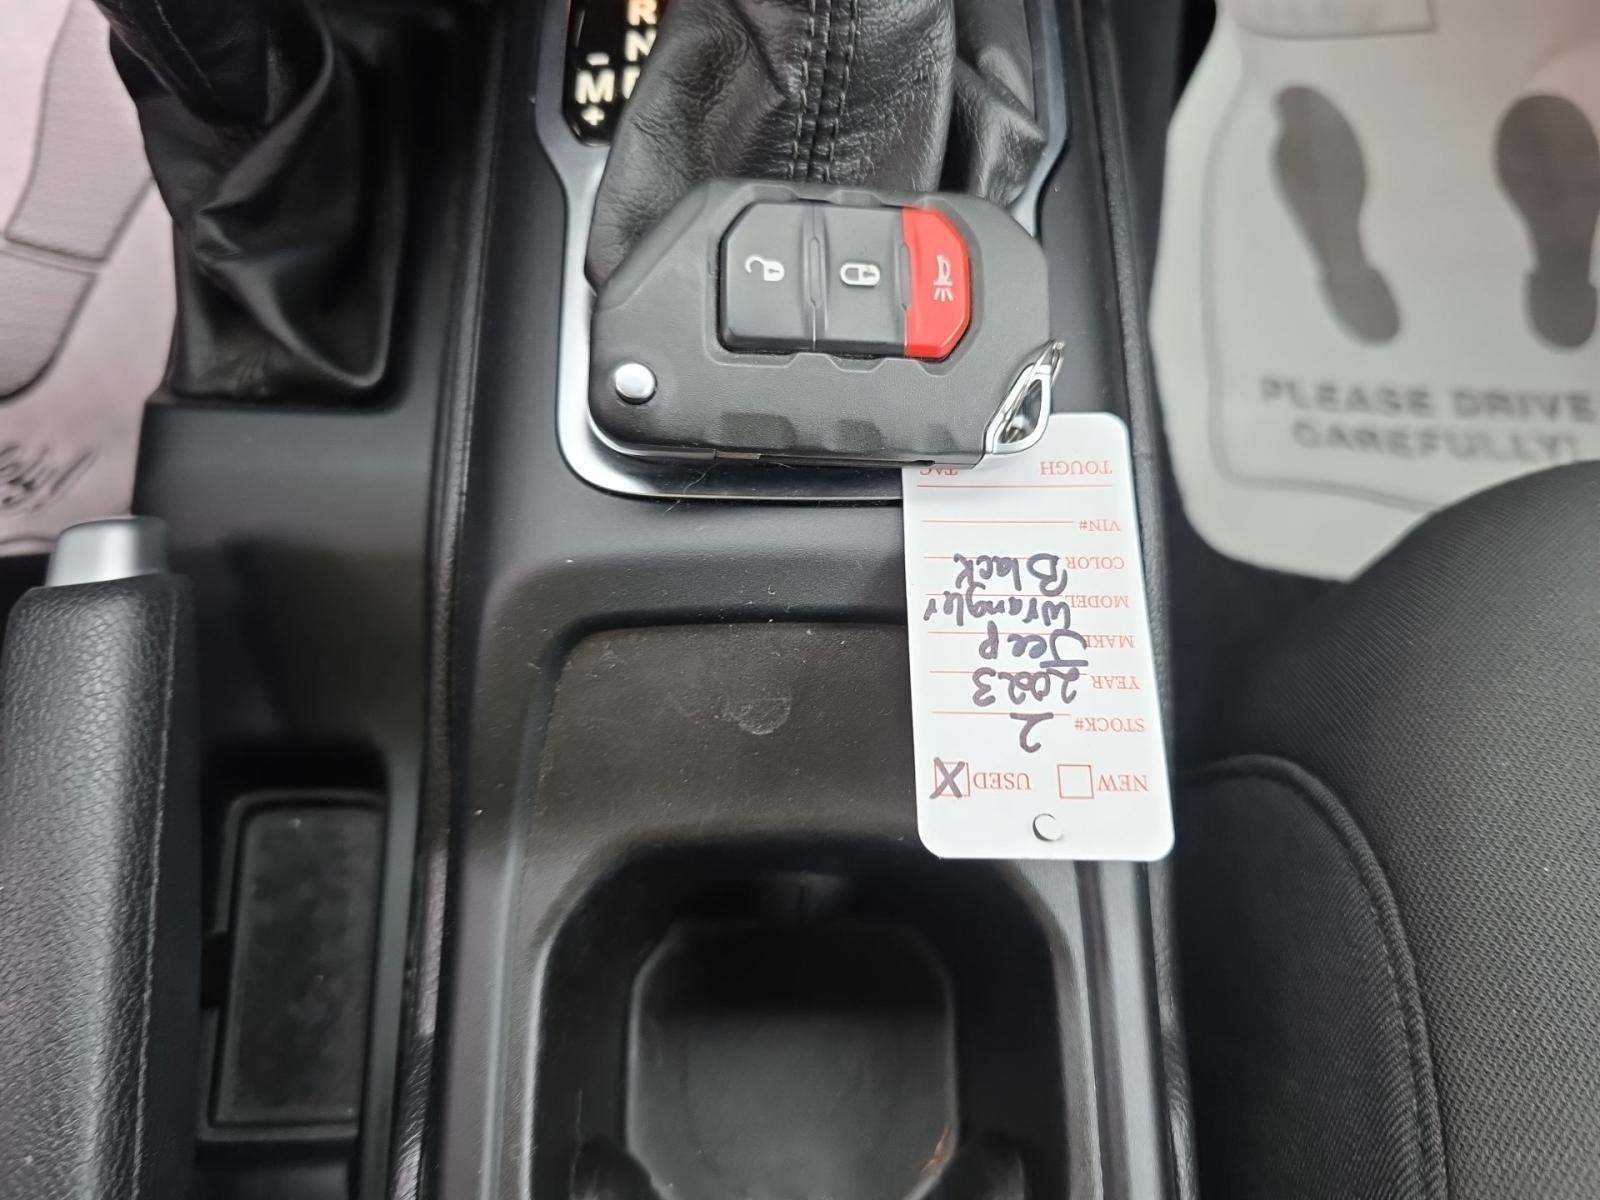 R
N
D
M
+
PLEASE DRIVE
CAREFULLY!
NEW USED X
STOCK# 2
YEAR 2023
MAKE Jeep
MODEL Wrangler
COLOR Black
VIN#
TOUGH TAG